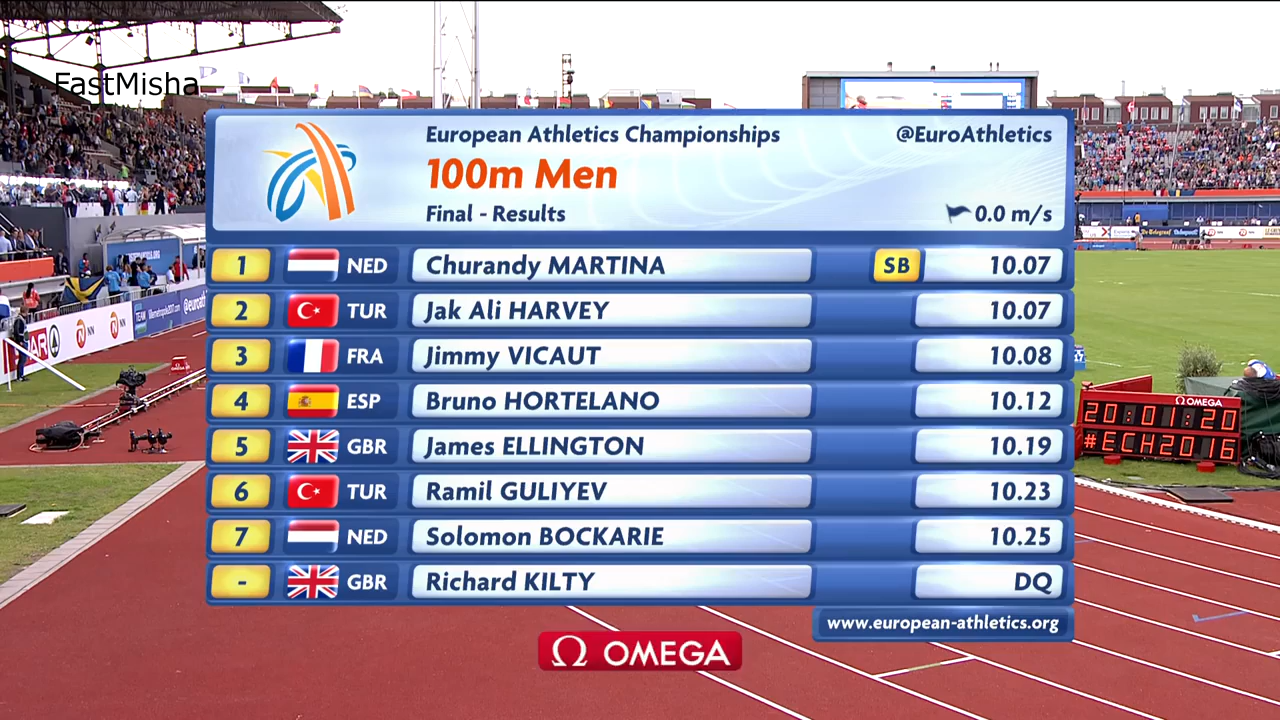 FastMisha
European Athletics Championships
@EuroAthletics
100m Men
Final - Results
0.0 m/s
1 NED Churandy MARTINA SB 10.07
2 TUR Jak Ali HARVEY 10.07
3 FRA Jimmy VICAUT 10.08
4 ESP Bruno HORTELANO 10.12
5 GBR James ELLINGTON 10.19
6 TUR Ramil GULIYEV 10.23
7 NED Solomon BOCKARIE 10.25
- GBR Richard KILTY DQ
www.european-athletics.org
Ω OMEGA
Ω OMEGA
20:01:20
#ECH2016
NN
NN